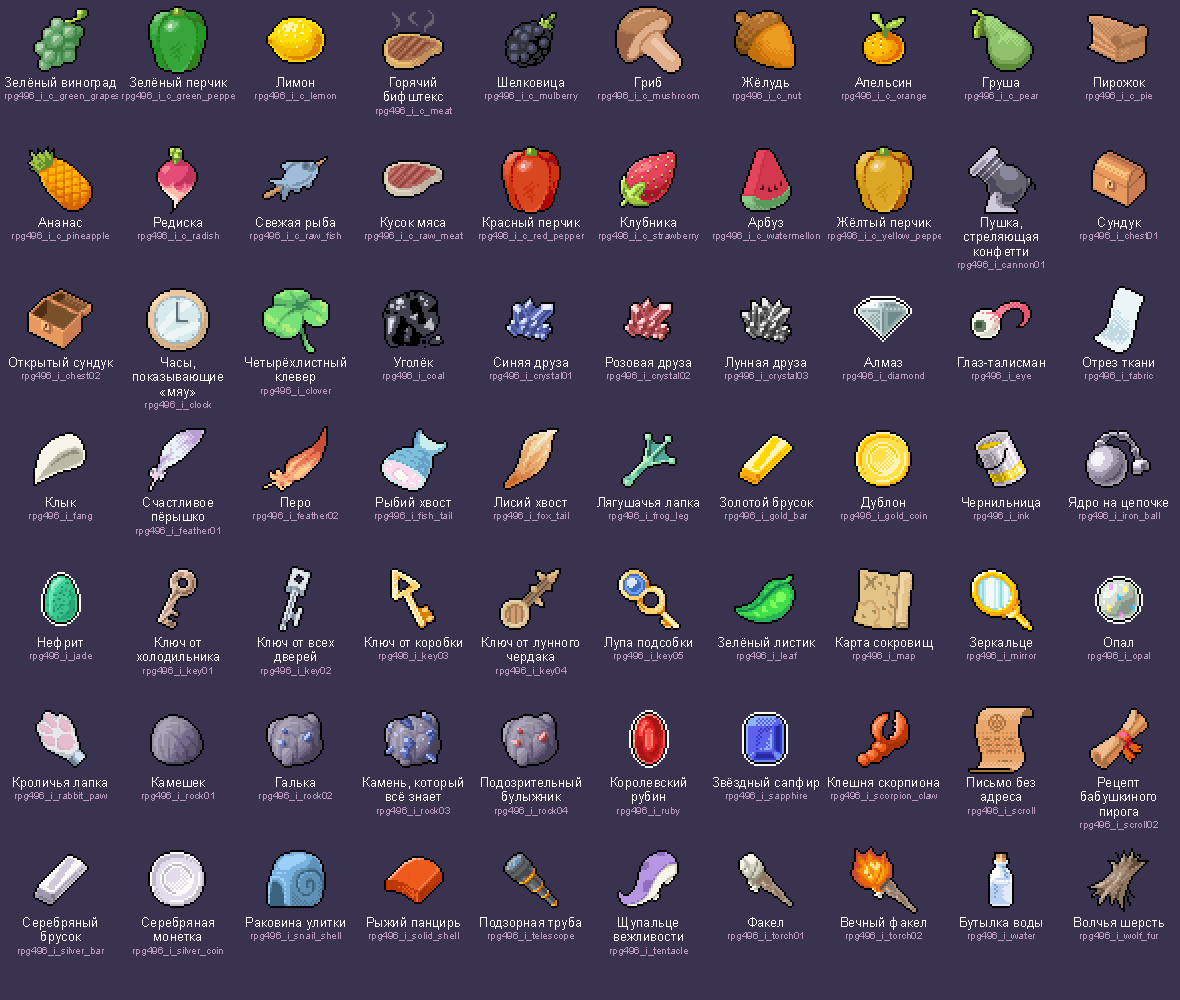 Зелёный виноград
rpg496_i_c_green_grapes
Зелёный перчик
rpg496_i_c_green_peppe
Лимон
rpg496_i_c_lemon
Горячий
бифштекс
rpg496_i_c_meat
Шелковица
rpg496_i_c_mulberry
Гриб
rpg496_i_c_mushroom
Жёлудь
rpg496_i_c_nut
Апельсин
rpg496_i_c_orange
Груша
rpg496_i_c_pear
Пирожок
rpg496_i_c_pie
Ананас
rpg496_i_c_pineapple
Редиска
rpg496_i_c_radish
Свежая рыба
rpg496_i_c_raw_fish
Кусок мяса
rpg496_i_c_raw_meat
Красный перчик
rpg496_i_c_red_pepper
Клубника
rpg496_i_c_strawberry
Арбуз
rpg496_i_c_watermelon
Жёлтый перчик
rpg496_i_c_yellow_peppe
Пушка,
стреляющая
конфетти
rpg496_i_cannon01
Сундук
rpg496_i_chest01
Открытый сундук
rpg496_i_chest02
Часы,
показывающие
«мяу»
rpg496_i_clock
Четырёхлистный
клевер
rpg496_i_clover
Уголёк
rpg496_i_coal
Синяя друза
rpg496_i_crystal01
Розовая друза
rpg496_i_crystal02
Лунная друза
rpg496_i_crystal03
Алмаз
rpg496_i_diamond
Глаз-талисман
rpg496_i_eye
Отрез ткани
rpg496_i_fabric
Клык
rpg496_i_fang
Счастливое
пёрышко
rpg496_i_feather01
Перо
rpg496_i_feather02
Рыбий хвост
rpg496_i_fish_tail
Лисий хвост
rpg496_i_fox_tail
Лягушачья лапка
rpg496_i_frog_leg
Золотой брусок
rpg496_i_gold_bar
Дублон
rpg496_i_gold_coin
Чернильница
rpg496_i_ink
Ядро на цепочке
rpg496_i_iron_ball
Нефрит
rpg496_i_jade
Ключ от
холодильника
rpg496_i_key01
Ключ от всех
дверей
rpg496_i_key02
Ключ от коробки
rpg496_i_key03
Ключ от лунного
чердака
rpg496_i_key04
Лупа подсобки
rpg496_i_key05
Зелёный листик
rpg496_i_leaf
Карта сокровищ
rpg496_i_map
Зеркальце
rpg496_i_mirror
Опал
rpg496_i_opal
Кроличья лапка
rpg496_i_rabbit_paw
Камешек
rpg496_i_rock01
Галька
rpg496_i_rock02
Камень, который
всё знает
rpg496_i_rock03
Подозрительный
булыжник
rpg496_i_rock04
Королевский
рубин
rpg496_i_ruby
Звёздный сапфир
rpg496_i_sapphire
Клешня скорпиона
rpg496_i_scorpion_claw
Письмо без
адреса
rpg496_i_scroll
Рецепт
бабушкиного
пирога
rpg496_i_scroll02
Серебряный
брусок
rpg496_i_silver_bar
Серебряная
монетка
rpg496_i_silver_coin
Раковина улитки
rpg496_i_snail_shell
Рыжий панцирь
rpg496_i_solid_shell
Подзорная труба
rpg496_i_telescope
Щупальце
вежливости
rpg496_i_tentacle
Факел
rpg496_i_torch01
Вечный факел
rpg496_i_torch02
Бутылка воды
rpg496_i_water
Волчья шерсть
rpg496_i_wolf_fur